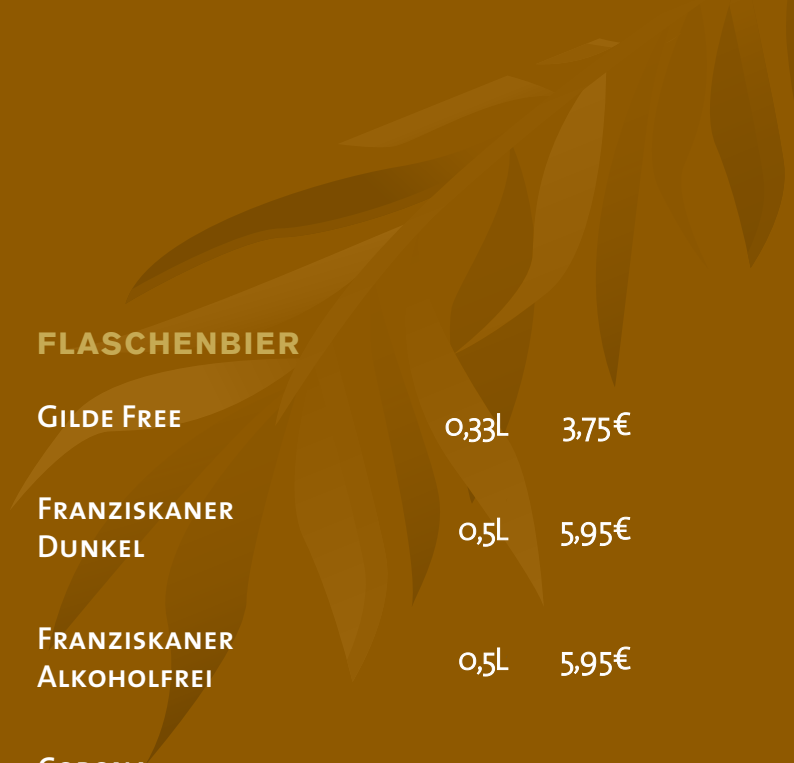 FLASCHENBIER
GILDE FREE 0,33L 3,75€
FRANZISKANER
DUNKEL 0,5L 5,95€
FRANZISKANER
ALKOHOLFREI 0,5L 5,95€